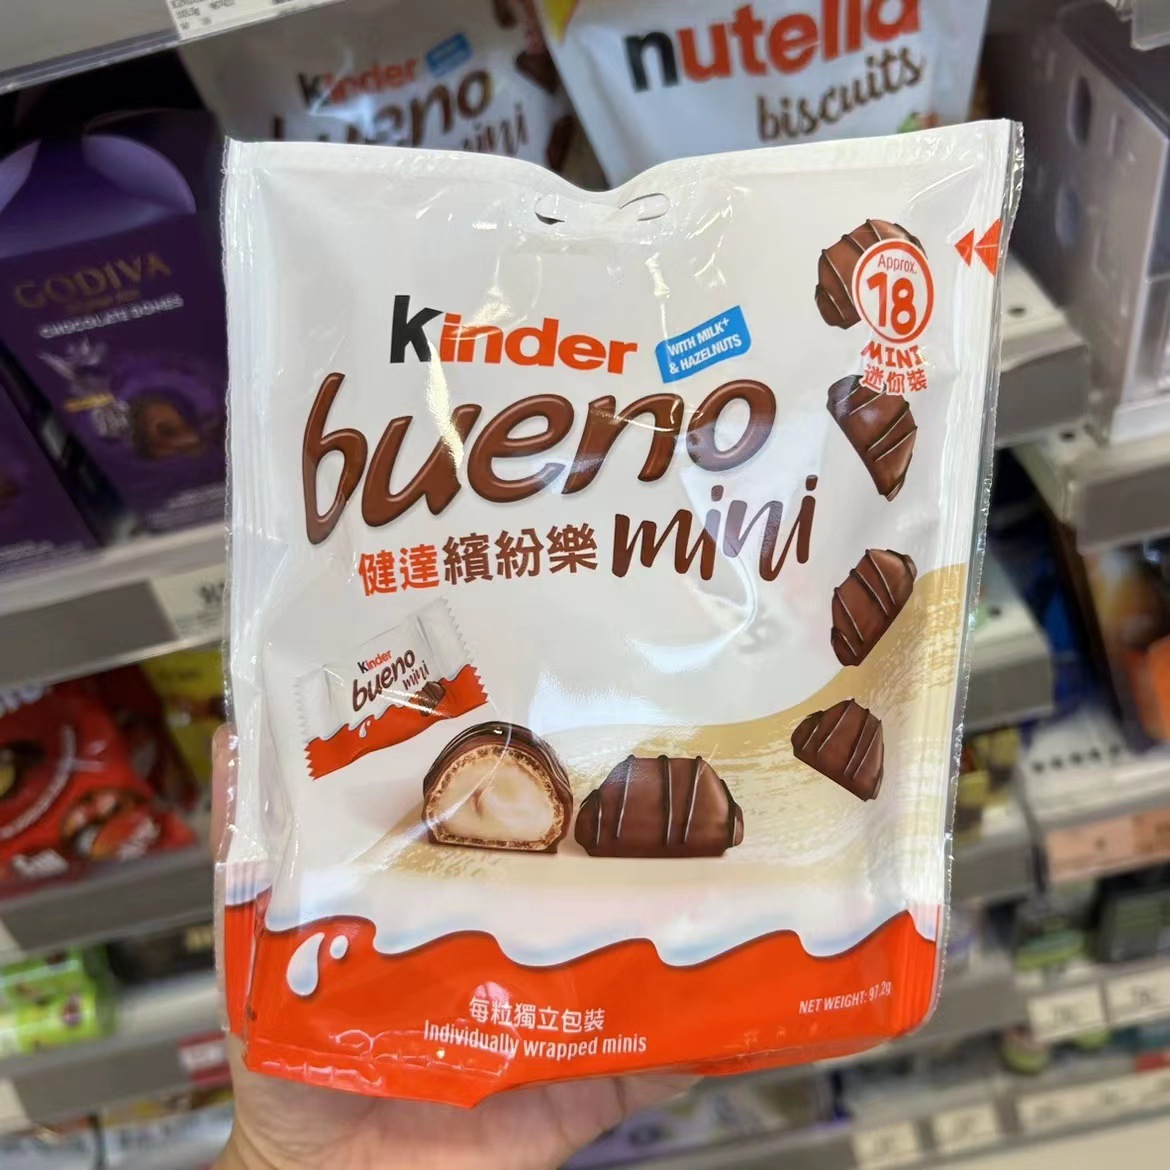 kinder
bueno
mini
nutella
biscuits
GODIVA
CHOCOLATE DOMES
kinder
WITH MILK+
& HAZELNUTS
bueno
健達繽紛樂 mini
Approx.
18
MINI
迷你裝
kinder
bueno
mini
每粒獨立包裝
Individually wrapped minis
NET WEIGHT: 97.2g